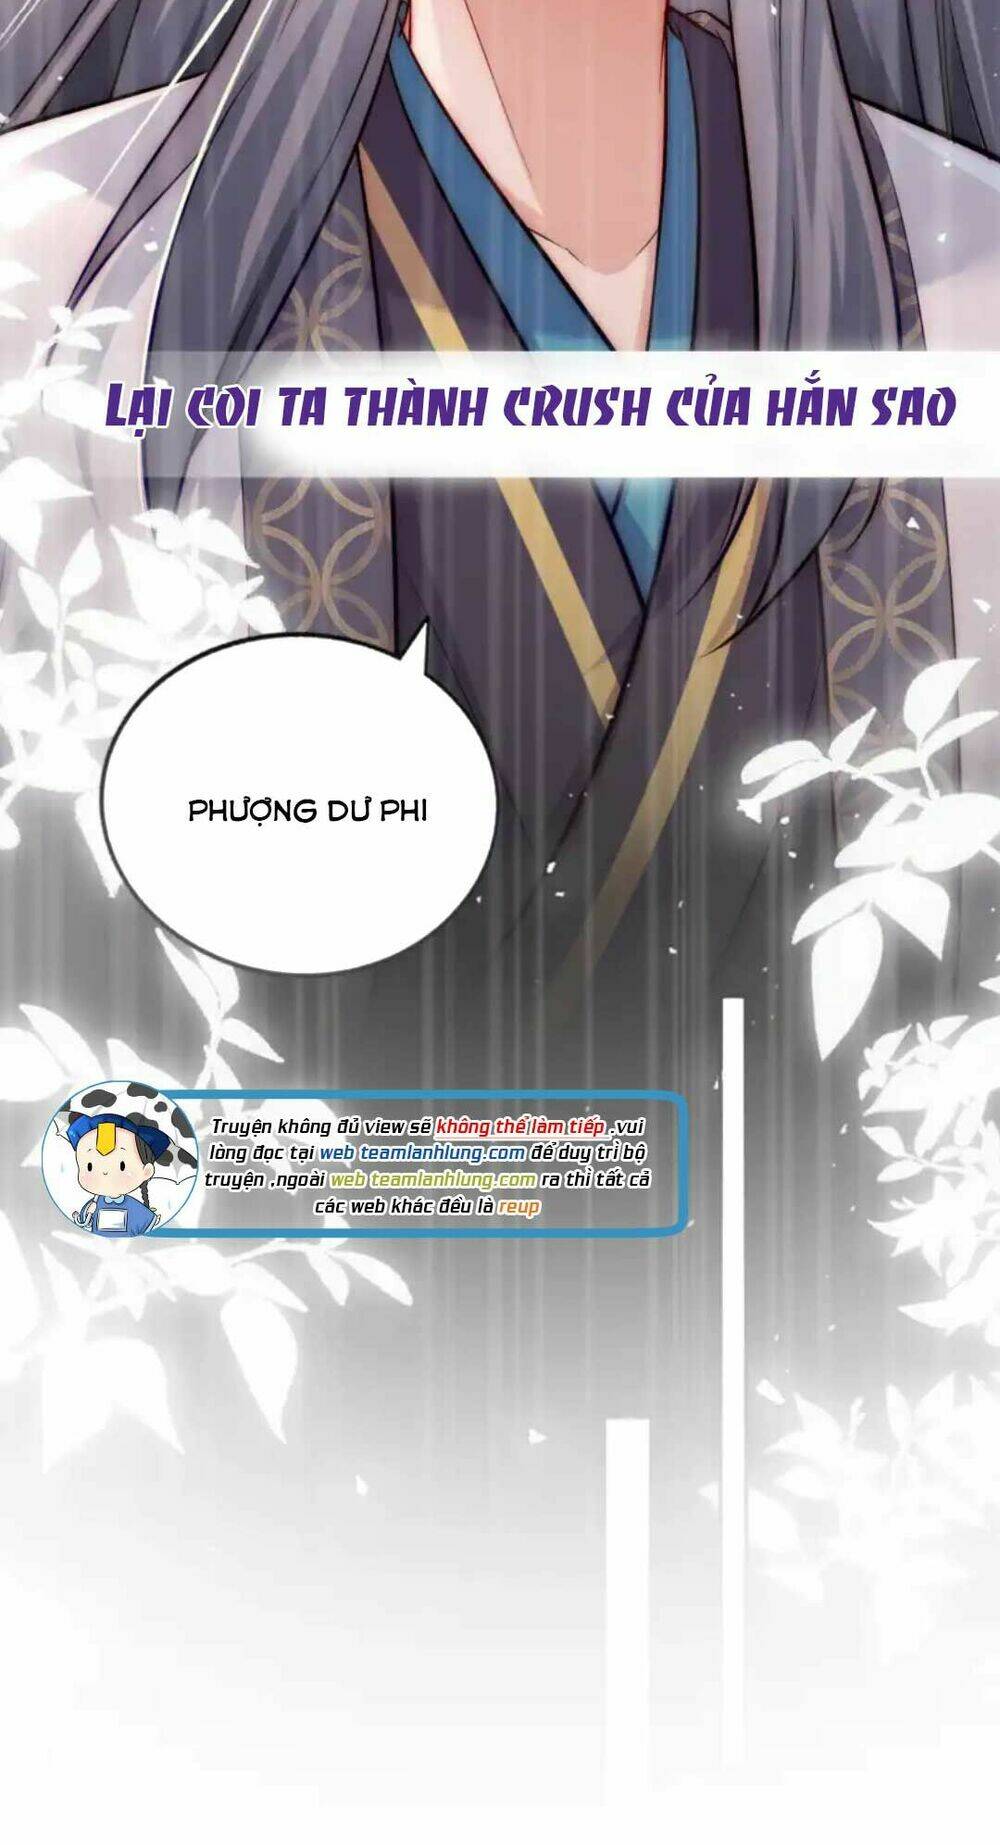 LẠI COI TA THÀNH CRUSH CỦA HẮN SAO
PHƯỢNG DƯ PHI
Truyện không đủ view sẽ không thể làm tiếp ,vui
lòng đọc tại web teamlanhlung.com để duy trì bộ
truyện ,ngoài web teamlanhlung.com ra thì tất cả
các web khác đều là reup